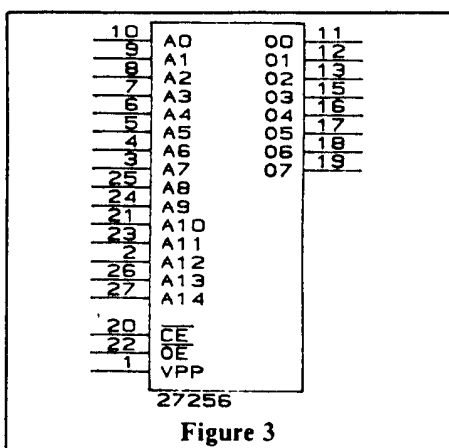 10 A0 O0 11
9 A1 O1 12
8 A2 O2 13
7 A3 O3 15
6 A4 O4 16
5 A5 O5 17
4 A6 O6 18
3 A7 O7 19
25 A8
24 A9
21 A10
23 A11
2 A12
26 A13
27 A14
20 C̅E̅
22 O̅E̅
1 VPP
27256
Figure 3